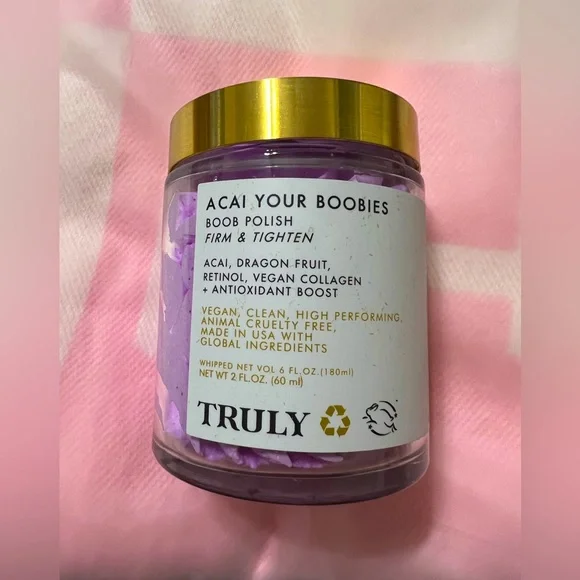 ACAI YOUR BOOBIES
BOOB POLISH
FIRM & TIGHTEN
ACAI, DRAGON FRUIT,
RETINOL, VEGAN COLLAGEN
+ ANTIOXIDANT BOOST
VEGAN, CLEAN, HIGH PERFORMING,
ANIMAL CRUELTY FREE,
MADE IN USA WITH
GLOBAL INGREDIENTS
WHIPPED NET VOL 6 FL.OZ.(180ml)
NET WT 2 FL.OZ. (60 ml)
TRULY